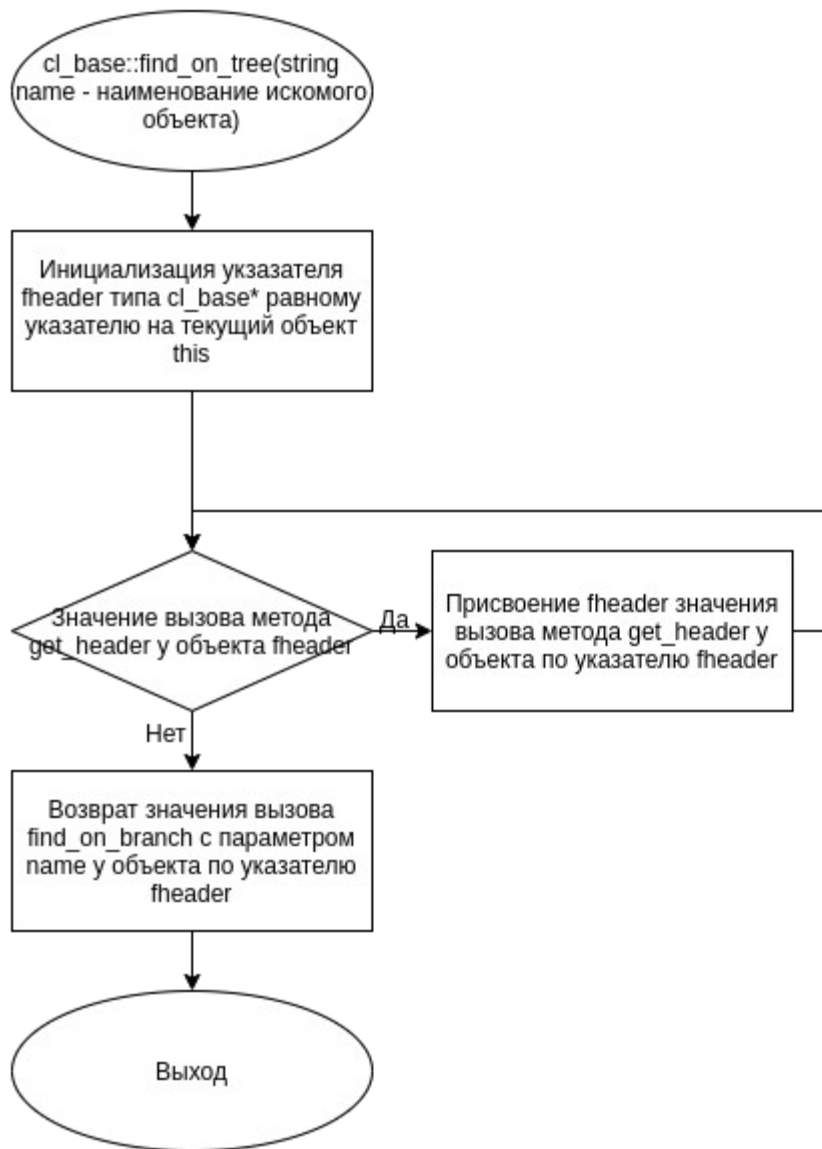 cl_base::find_on_tree(string
name - наименование искомого
объекта)
Инициализация укзазателя
fheader типа cl_base* равному
указателю на текущий объект
this
Значение вызова метода
get_header у объекта fheader
Да
Присвоение fheader значения
вызова метода get_header у
объекта по указателю fheader
Нет
Возврат значения вызова
find_on_branch с параметром
name у объекта по указателю
fheader
Выход